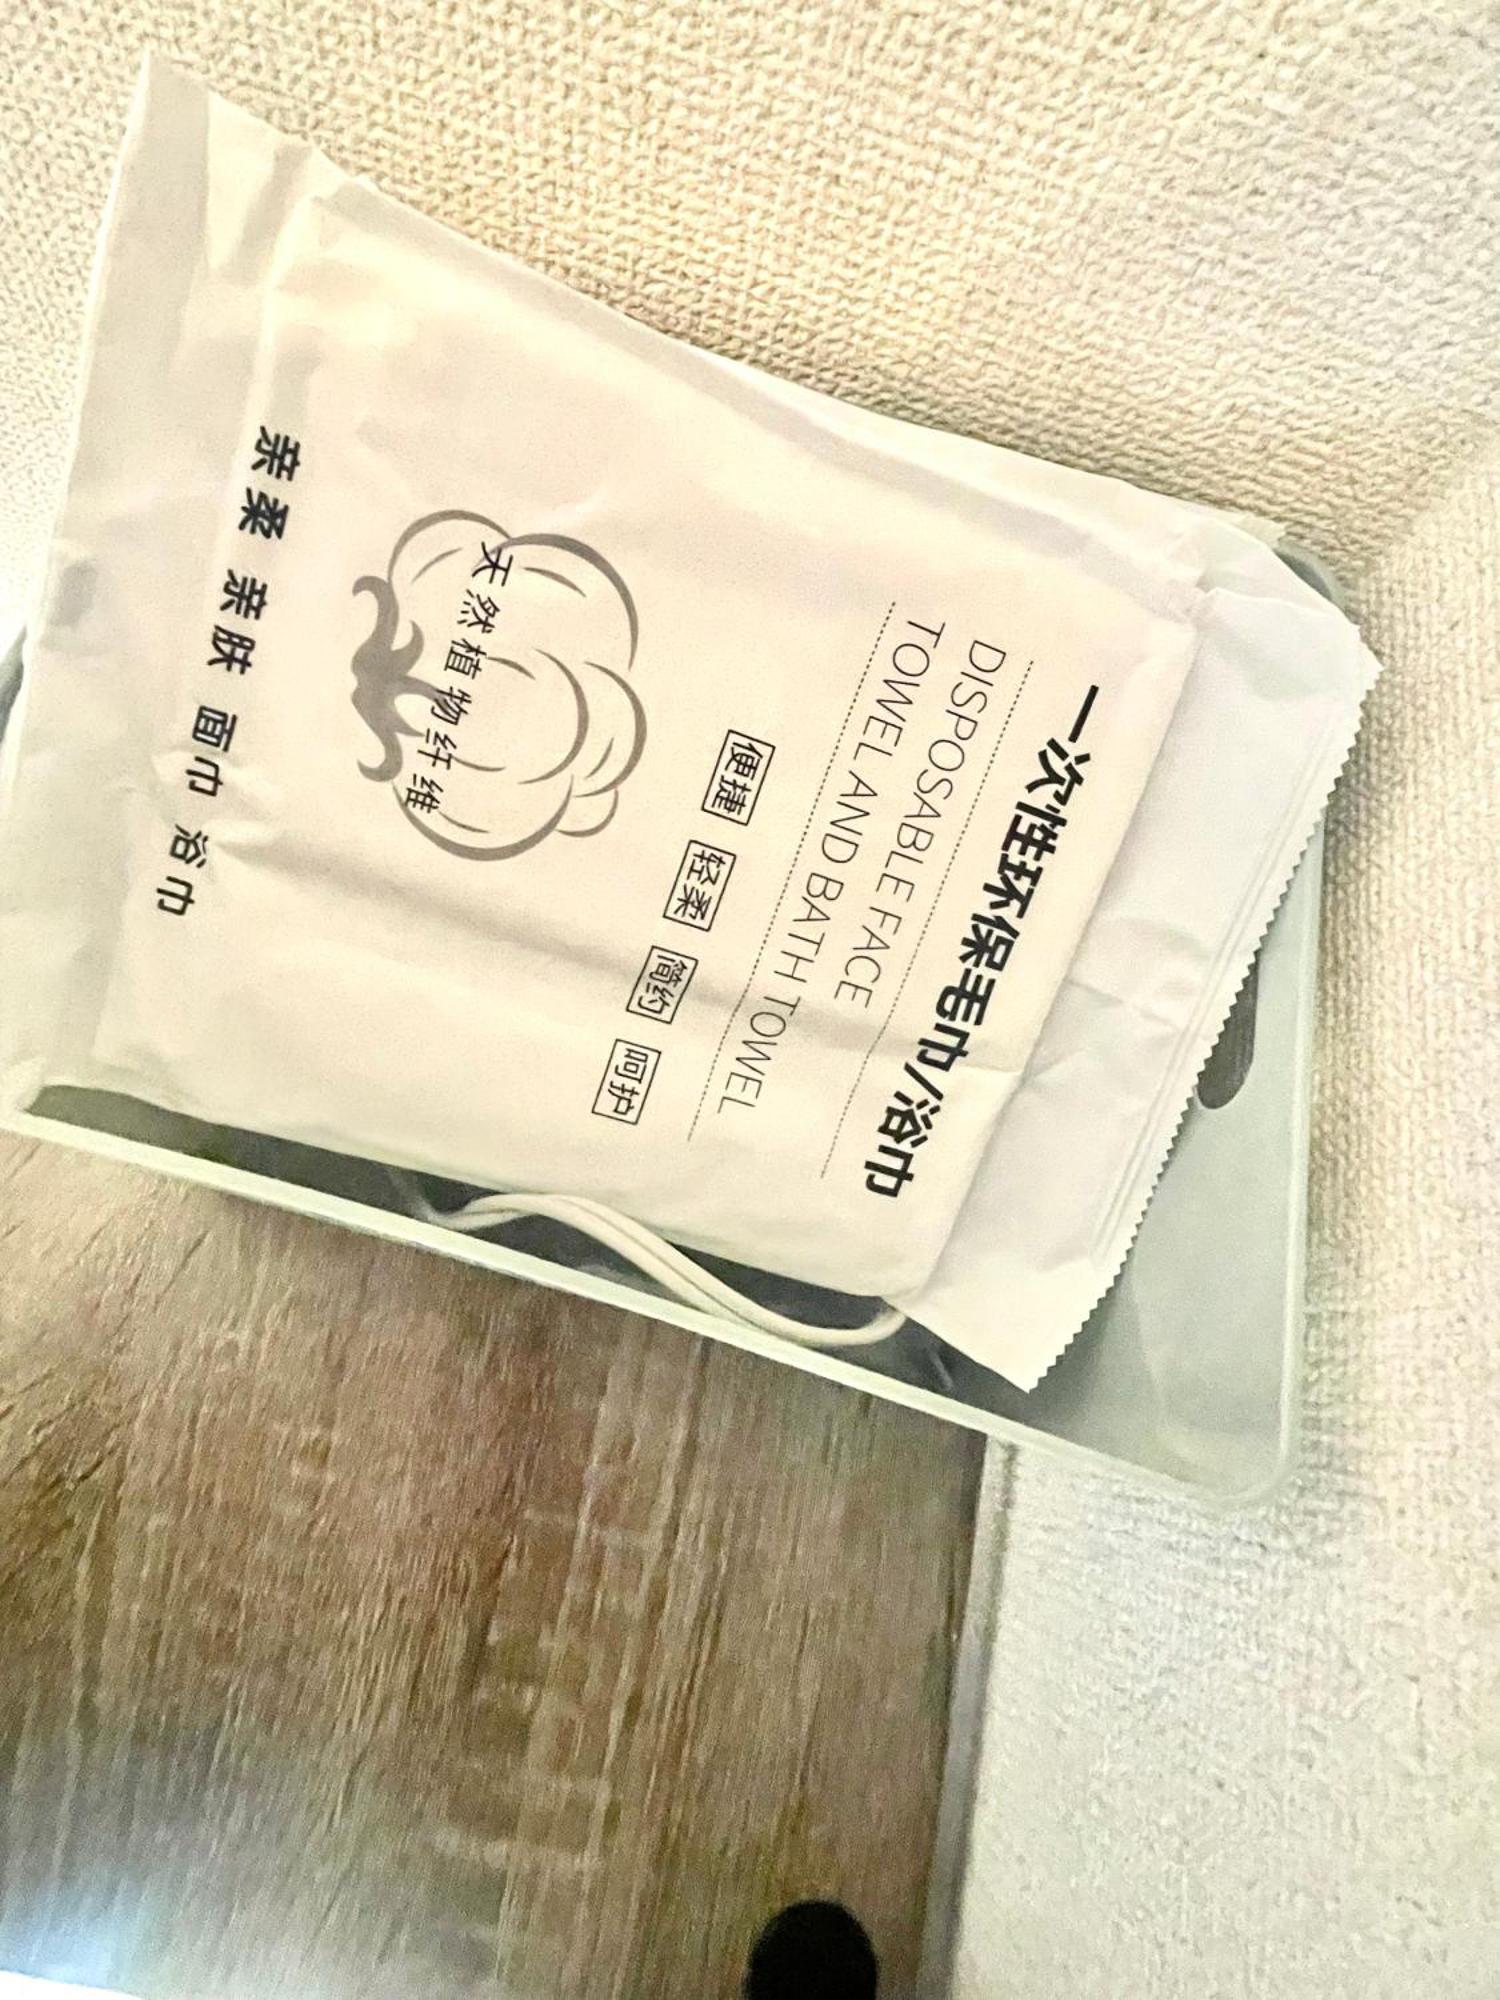 一次性环保毛巾/浴巾
DISPOSABLE FACE
TOWEL AND BATH TOWEL
便捷 轻柔 简约 呵护
天然植物纤维
亲柔 亲肤 面巾 浴巾